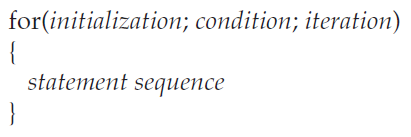 for(initialization; condition; iteration)
{
statement sequence
}